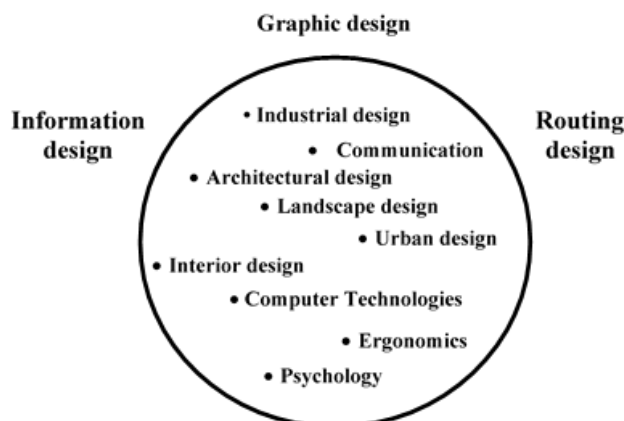 Graphic design
Information
design
Routing
design
• Industrial design
• Communication
• Architectural design
• Landscape design
• Urban design
• Interior design
• Computer Technologies
• Ergonomics
• Psychology